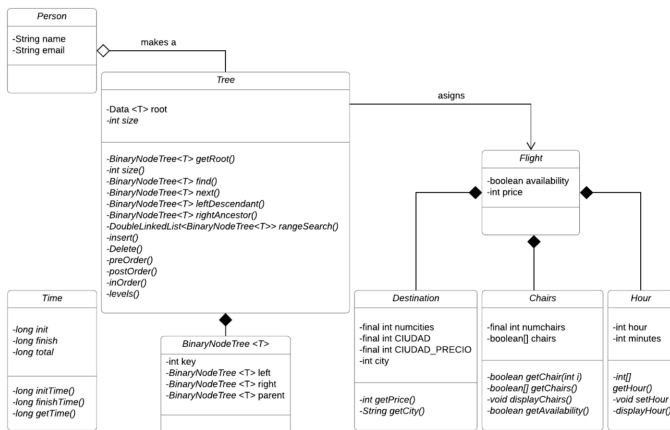 Person
-String name
-String email
makes a
Tree
-Data <T> root
-int size
-BinaryNodeTree<T> getRoot()
-int size()
-BinaryNodeTree<T> find()
-BinaryNodeTree<T> next()
-BinaryNodeTree<T> leftDescendant()
-BinaryNodeTree<T> rightAncestor()
-DoubleLinkedList<BinaryNodeTree<T>> rangeSearch()
-insert()
-Delete()
-preOrder()
-postOrder()
-inOrder()
-levels()
asigns
Flight
-boolean availability
-int price
Time
-long init
-long finish
-long total
-long initTime()
-long finishTime()
-long getTime()
BinaryNodeTree <T>
-int key
-BinaryNodeTree <T> left
-BinaryNodeTree <T> right
-BinaryNodeTree <T> parent
Destination
-final int numcities
-final int CIUDAD
-final int CIUDAD_PRECIO
-int city
-int getPrice()
-String getCity()
Chairs
-final int numchairs
-boolean[] chairs
-boolean getChair(int i)
-boolean[] getChairs()
-void displayChairs()
-boolean getAvailability()
Hour
-int hour
-int minutes
-int[]
getHour()
-void setHour
-displayHour()